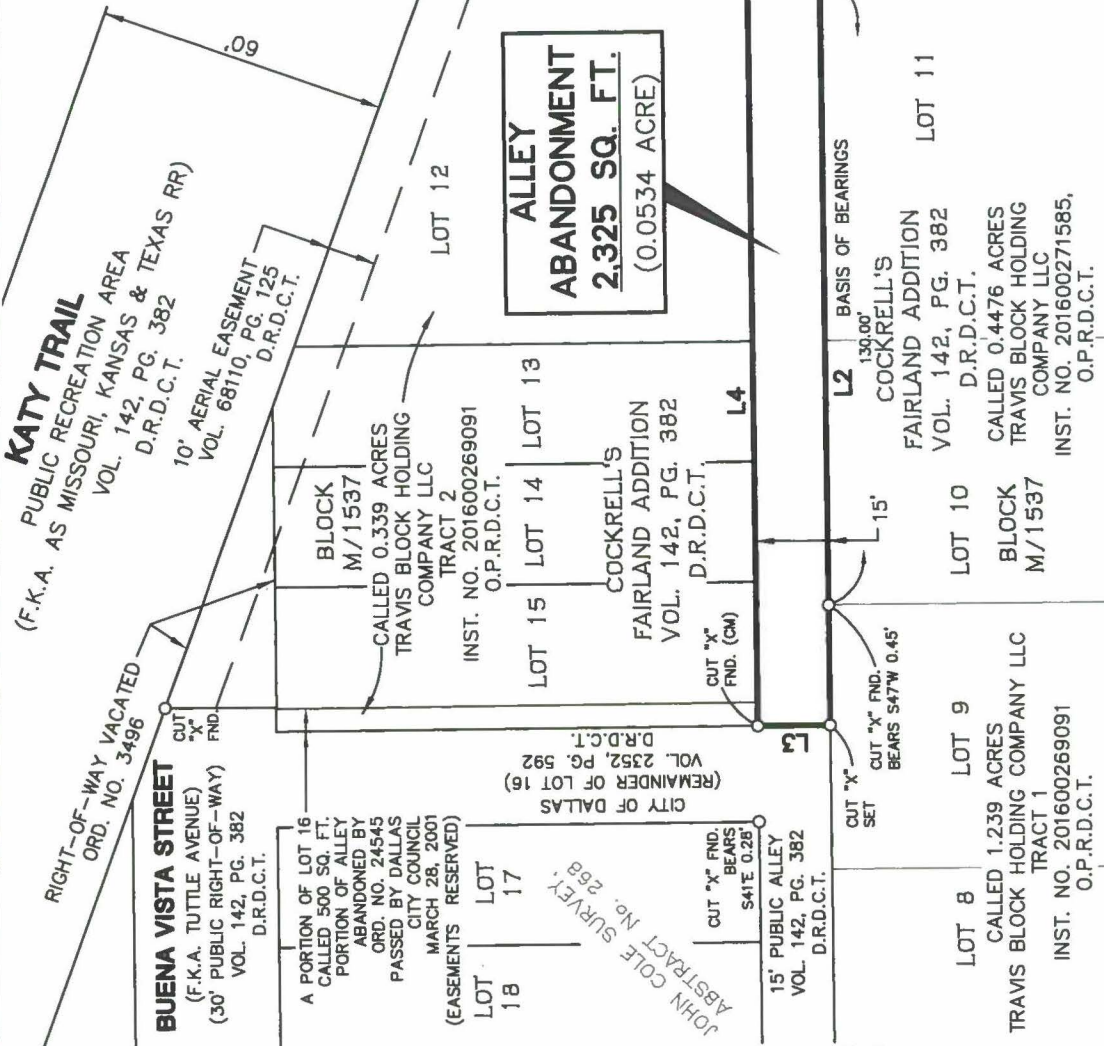 KATY TRAIL
PUBLIC RECREATION AREA
(F.K.A. AS MISSOURI, KANSAS & TEXAS RR)
VOL. 142, PG. 382
D.R.D.C.T.
60'
10' AERIAL EASEMENT
VOL. 68110, PG. 125
D.R.D.C.T.
RIGHT-OF-WAY VACATED
ORD. NO. 3496
CUT
"X"
FND.
BUENA VISTA STREET
(F.K.A. TUTTLE AVENUE)
(30' PUBLIC RIGHT-OF-WAY)
VOL. 142, PG. 382
D.R.D.C.T.
LOT 12
ALLEY
ABANDONMENT
2,325 SQ. FT.
(0.0534 ACRE)
BLOCK
M/1537
CALLED 0.339 ACRES
TRAVIS BLOCK HOLDING
COMPANY LLC
TRACT 2
INST. NO. 201600269091
O.P.R.D.C.T.
LOT 15
LOT 14
LOT 13
COCKRELL'S
FAIRLAND ADDITION
VOL. 142, PG. 382
D.R.D.C.T.
A PORTION OF LOT 16
CALLED 500 SQ. FT.
PORTION OF ALLEY
ABANDONED BY
ORD. NO. 24545
PASSED BY DALLAS
CITY COUNCIL
MARCH 28, 2001
(EASEMENTS RESERVED)
LOT
18
LOT
17
CITY OF DALLAS
(REMAINDER OF LOT 16)
VOL. 2352, PG. 592
D.R.D.C.T.
CUT "X"
FND. (CM)
L4
L3
L2
130.00'
BASIS OF BEARINGS
15'
CUT "X" FND.
BEARS
S41°E 0.28'
CUT "X"
SET
CUT "X" FND.
BEARS S47°W 0.45'
JOHN COLE SURVEY,
ABSTRACT No. 268
15' PUBLIC ALLEY
VOL. 142, PG. 382
D.R.D.C.T.
LOT 8
LOT 9
CALLED 1.239 ACRES
TRAVIS BLOCK HOLDING COMPANY LLC
TRACT 1
INST. NO. 201600269091
O.P.R.D.C.T.
LOT 10
BLOCK
M/1537
COCKRELL'S
FAIRLAND ADDITION
VOL. 142, PG. 382
D.R.D.C.T.
LOT 11
CALLED 0.4476 ACRES
TRAVIS BLOCK HOLDING
COMPANY LLC
INST. NO. 201600271585,
O.P.R.D.C.T.